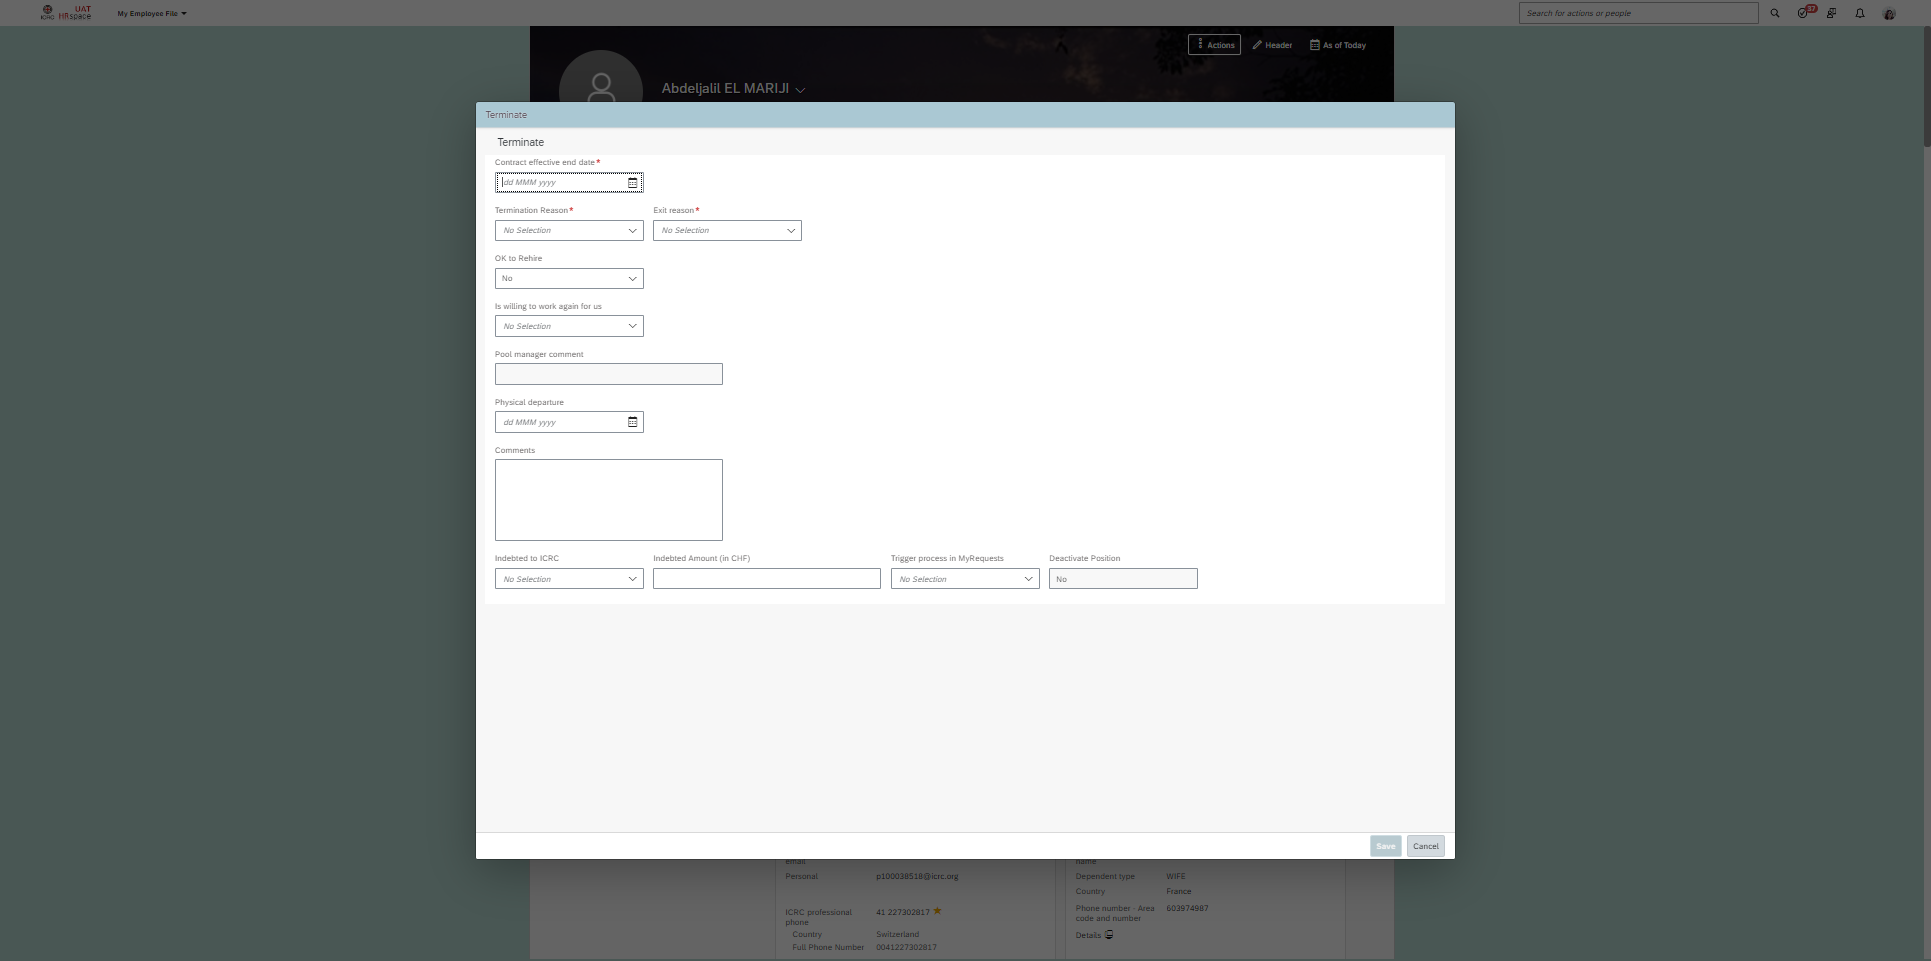 ICRC
UAT
HRspace
My Employee File
Search for actions or people
37
Actions
Header
As of Today
Abdeljalil EL MARIJI
Terminate
Terminate
Contract effective end date*
dd MMM yyyy
Termination Reason* Exit reason*
No Selection No Selection
OK to Rehire
No
Is willing to work again for us
No Selection
Pool manager comment
Physical departure
dd MMM yyyy
Comments
Indebted to ICRC Indebted Amount (in CHF) Trigger process in MyRequests Deactivate Position
No Selection No Selection No
Save Cancel
email name
Personal p100038518@icrc.org Dependent type WIFE
Country France
Phone number - Area 603974987
code and number
ICRC professional 41 227302817
phone
Details
Country Switzerland
Full Phone Number 0041227302817